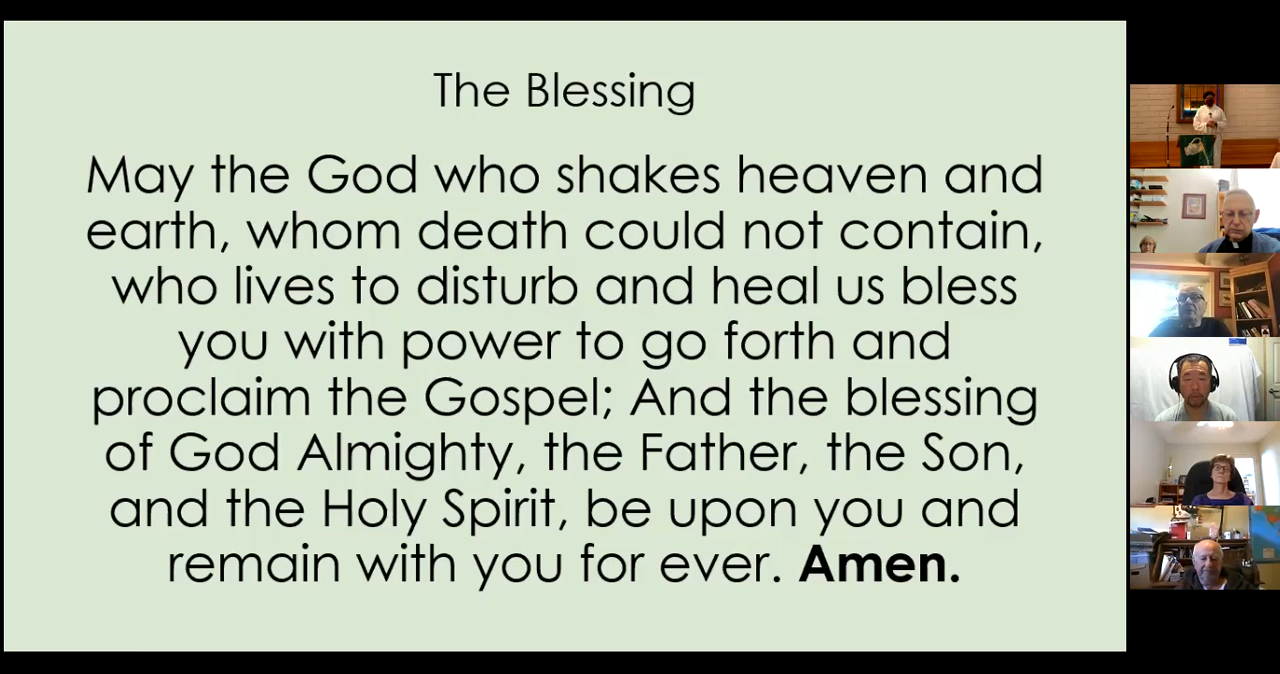 The Blessing
May the God who shakes heaven and
earth, whom death could not contain,
who lives to disturb and heal us bless
you with power to go forth and
proclaim the Gospel; And the blessing
of God Almighty, the Father, the Son,
and the Holy Spirit, be upon you and
remain with you for ever. Amen.